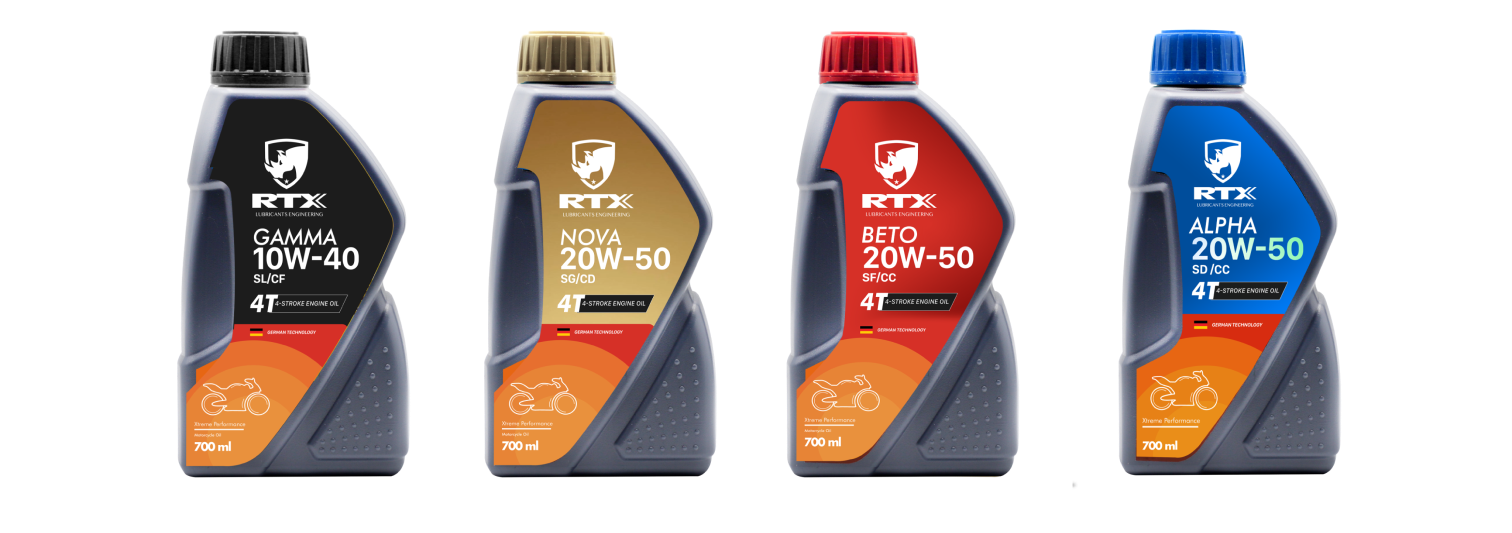 RTX
LUBRICANTS ENGINEERING
GAMMA
10W-40
SL/CF
4T 4-STROKE ENGINE OIL
GERMAN TECHNOLOGY
Xtreme Performance
Motorcycle Oil
700 ml
RTX
LUBRICANTS ENGINEERING
NOVA
20W-50
SG/CD
4T 4-STROKE ENGINE OIL
GERMAN TECHNOLOGY
Xtreme Performance
Motorcycle Oil
700 ml
RTX
LUBRICANTS ENGINEERING
BETO
20W-50
SF/CC
4T 4-STROKE ENGINE OIL
GERMAN TECHNOLOGY
Xtreme Performance
Motorcycle Oil
700 ml
RTX
LUBRICANTS ENGINEERING
ALPHA
20W-50
SD /CC
4T 4-STROKE ENGINE OIL
GERMAN TECHNOLOGY
Xtreme Performance
Motorcycle Oil
700 ml